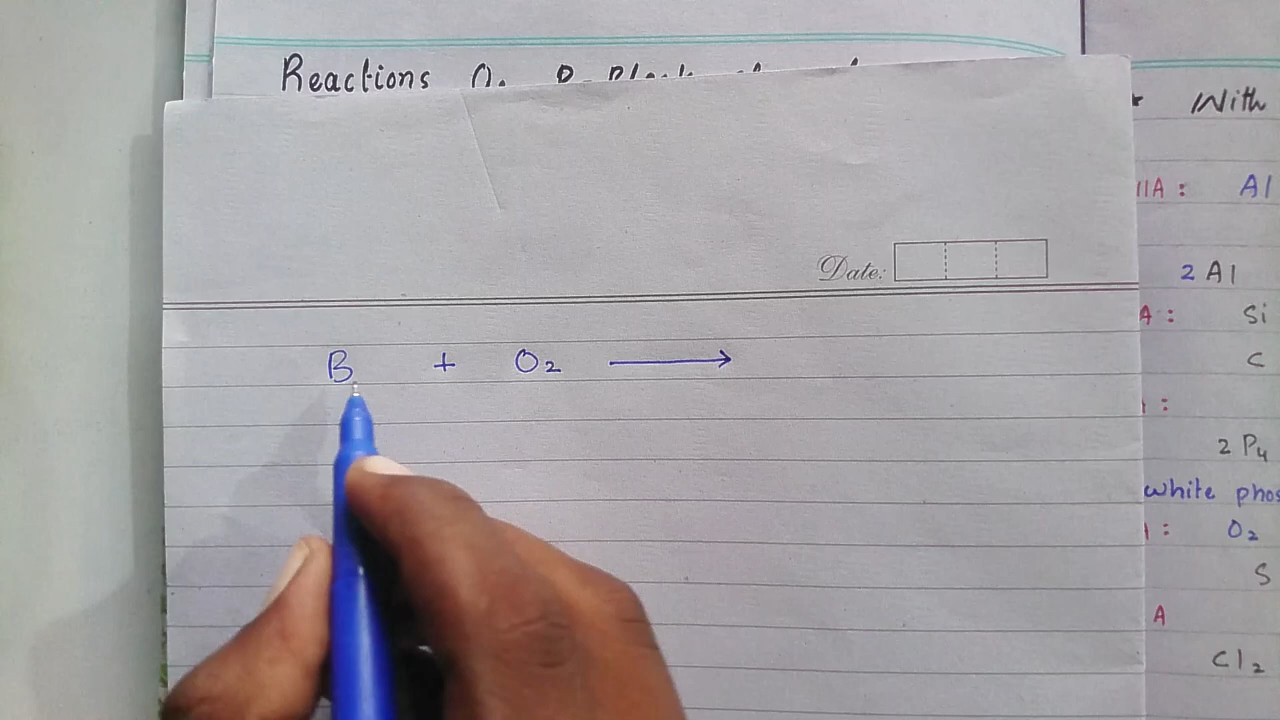 Reactions
With
IIA : Al
Date:
2 Al
A : Si
B + O₂ ⟶
C
:
2 P₄
white phos
: O₂
S
A
Cl₂